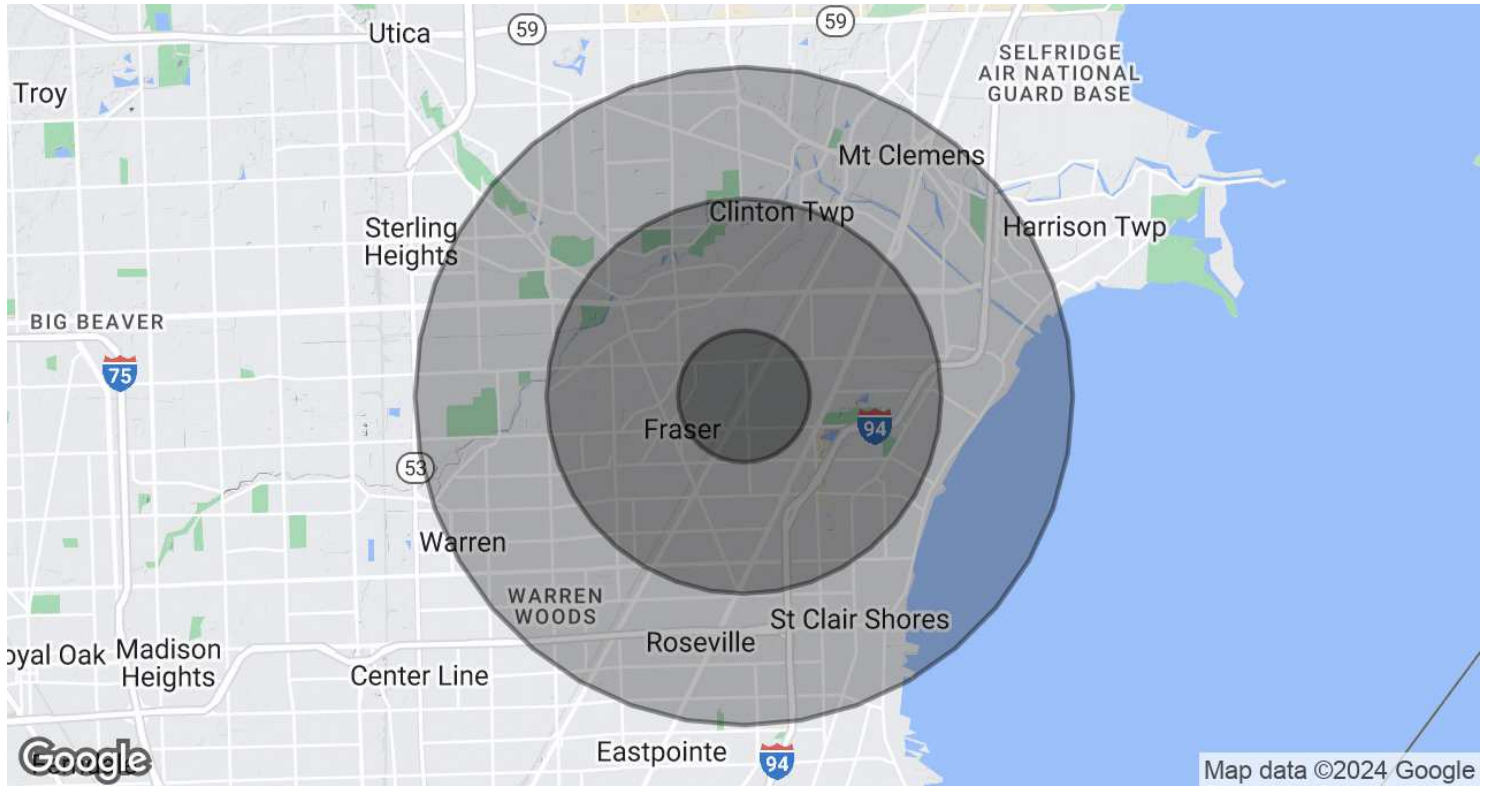 Utica
59
59
SELFRIDGE
AIR NATIONAL
GUARD BASE
Troy
Mt Clemens
Clinton Twp
Sterling
Heights
Harrison Twp
BIG BEAVER
75
Fraser
94
53
Warren
WARREN
WOODS
St Clair Shores
Roseville
oyal Oak
Madison
Heights
Center Line
Eastpointe
94
Google
Map data ©2024 Google